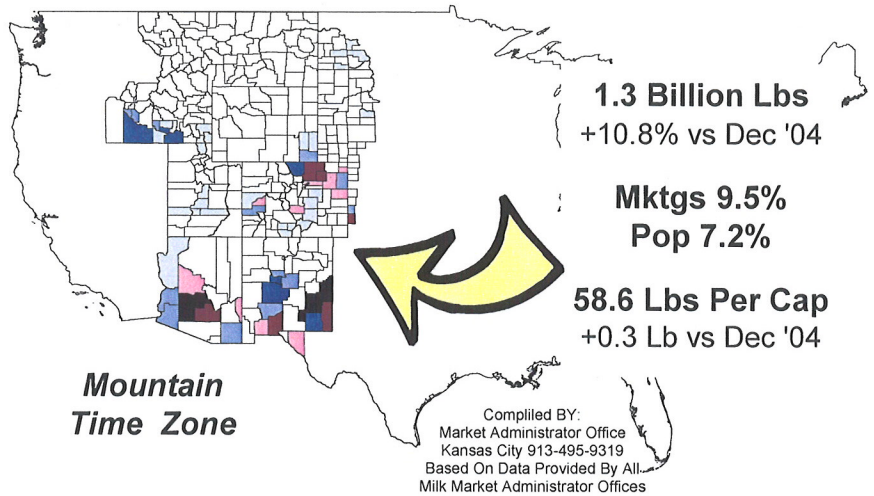 1.3 Billion Lbs
+10.8% vs Dec '04
Mktgs 9.5%
Pop 7.2%
58.6 Lbs Per Cap
+0.3 Lb vs Dec '04
Mountain
Time Zone
Compliled BY:
Market Administrator Office
Kansas City 913-495-9319
Based On Data Provided By All
Milk Market Administrator Offices